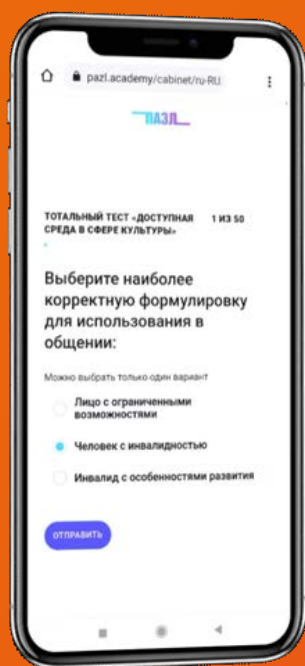 pazl.academy/cabinet/ru-RU
ПАЗЛ
ТОТАЛЬНЫЙ ТЕСТ «ДОСТУПНАЯ 1 ИЗ 50
СРЕДА В СФЕРЕ КУЛЬТУРЫ»
Выберите наиболее
корректную формулировку
для использования в
общении:
Можно выбрать только один вариант
Лицо с ограниченными
возможностями
Человек с инвалидностью
Инвалид с особенностями развития
ОТПРАВИТЬ